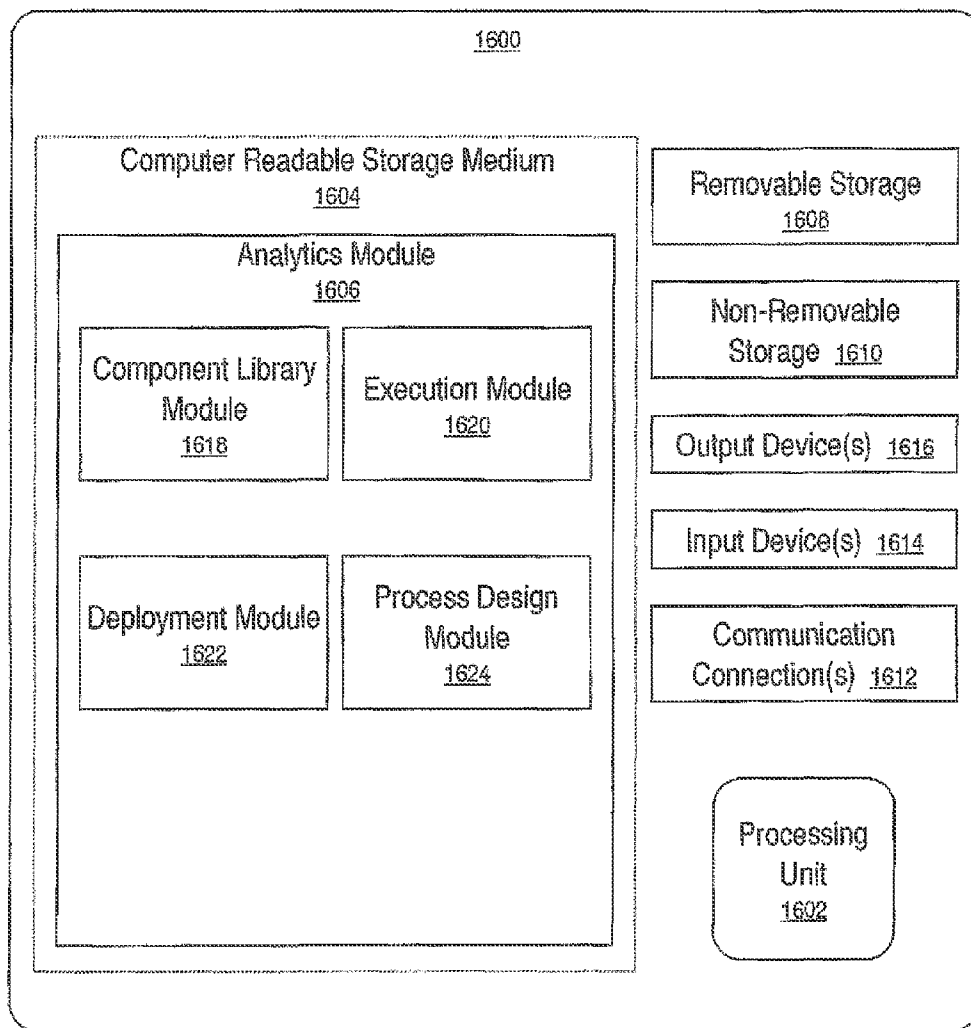 1600
Computer Readable Storage Medium
1604
Analytics Module
1606
Component Library
Module
1618
Execution Module
1620
Deployment Module
1622
Process Design
Module
1624
Removable Storage
1608
Non-Removable
Storage 1610
Output Device(s) 1616
Input Device(s) 1614
Communication
Connection(s) 1612
Processing
Unit
1602